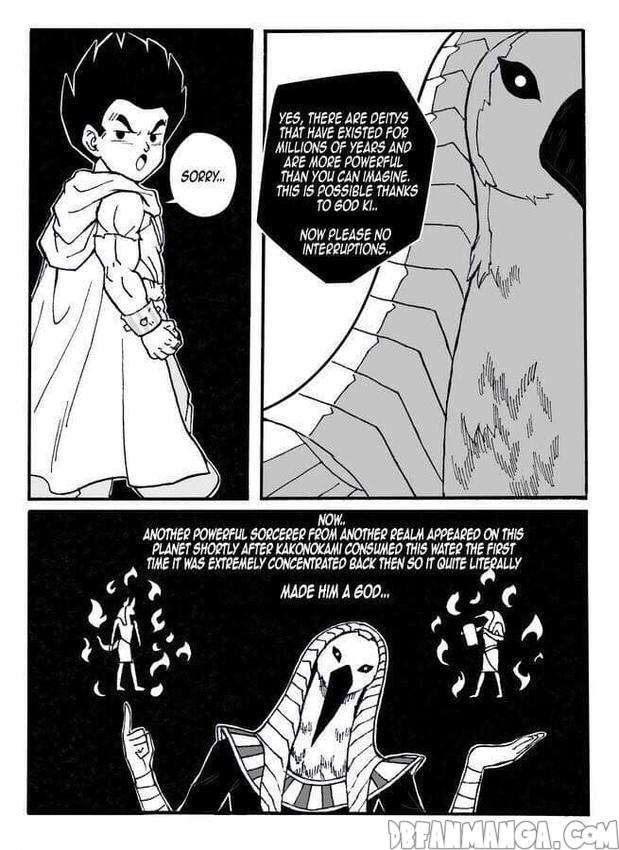 SORRY...
YES, THERE ARE DEITYS
THAT HAVE EXISTED FOR
MILLIONS OF YEARS AND
ARE MORE POWERFUL
THAN YOU CAN IMAGINE.
THIS IS POSSIBLE THANKS
TO GOD KI..
NOW PLEASE NO
INTERRUPTIONS..
NOW..
ANOTHER POWERFUL SORCERER FROM ANOTHER REALM APPEARED ON THIS
PLANET SHORTLY AFTER KAKONOKAMI CONSUMED THIS WATER THE FIRST
TIME IT WAS EXTREMELY CONCENTRATED BACK THEN SO IT QUITE LITERALLY
MADE HIM A GOD...
DBFANMANGA.COM